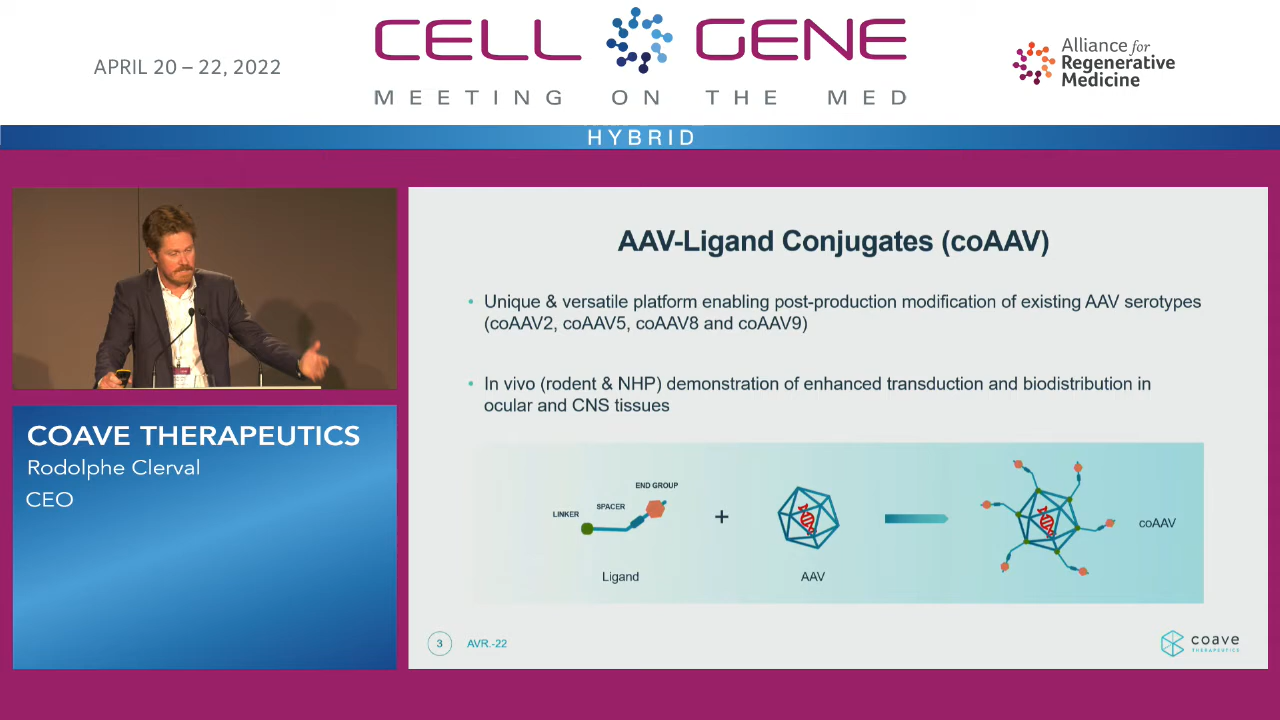 APRIL 20 – 22, 2022
CELL GENE
MEETING ON THE MED
Alliance for
Regenerative
Medicine
HYBRID
COAVE THERAPEUTICS
Rodolphe Clerval
CEO
AAV-Ligand Conjugates (coAAV)
• Unique & versatile platform enabling post-production modification of existing AAV serotypes
(coAAV2, coAAV5, coAAV8 and coAAV9)
• In vivo (rodent & NHP) demonstration of enhanced transduction and biodistribution in
ocular and CNS tissues
END GROUP
SPACER
LINKER
+
coAAV
Ligand
AAV
3
AVR.-22
coave
THERAPEUTICS